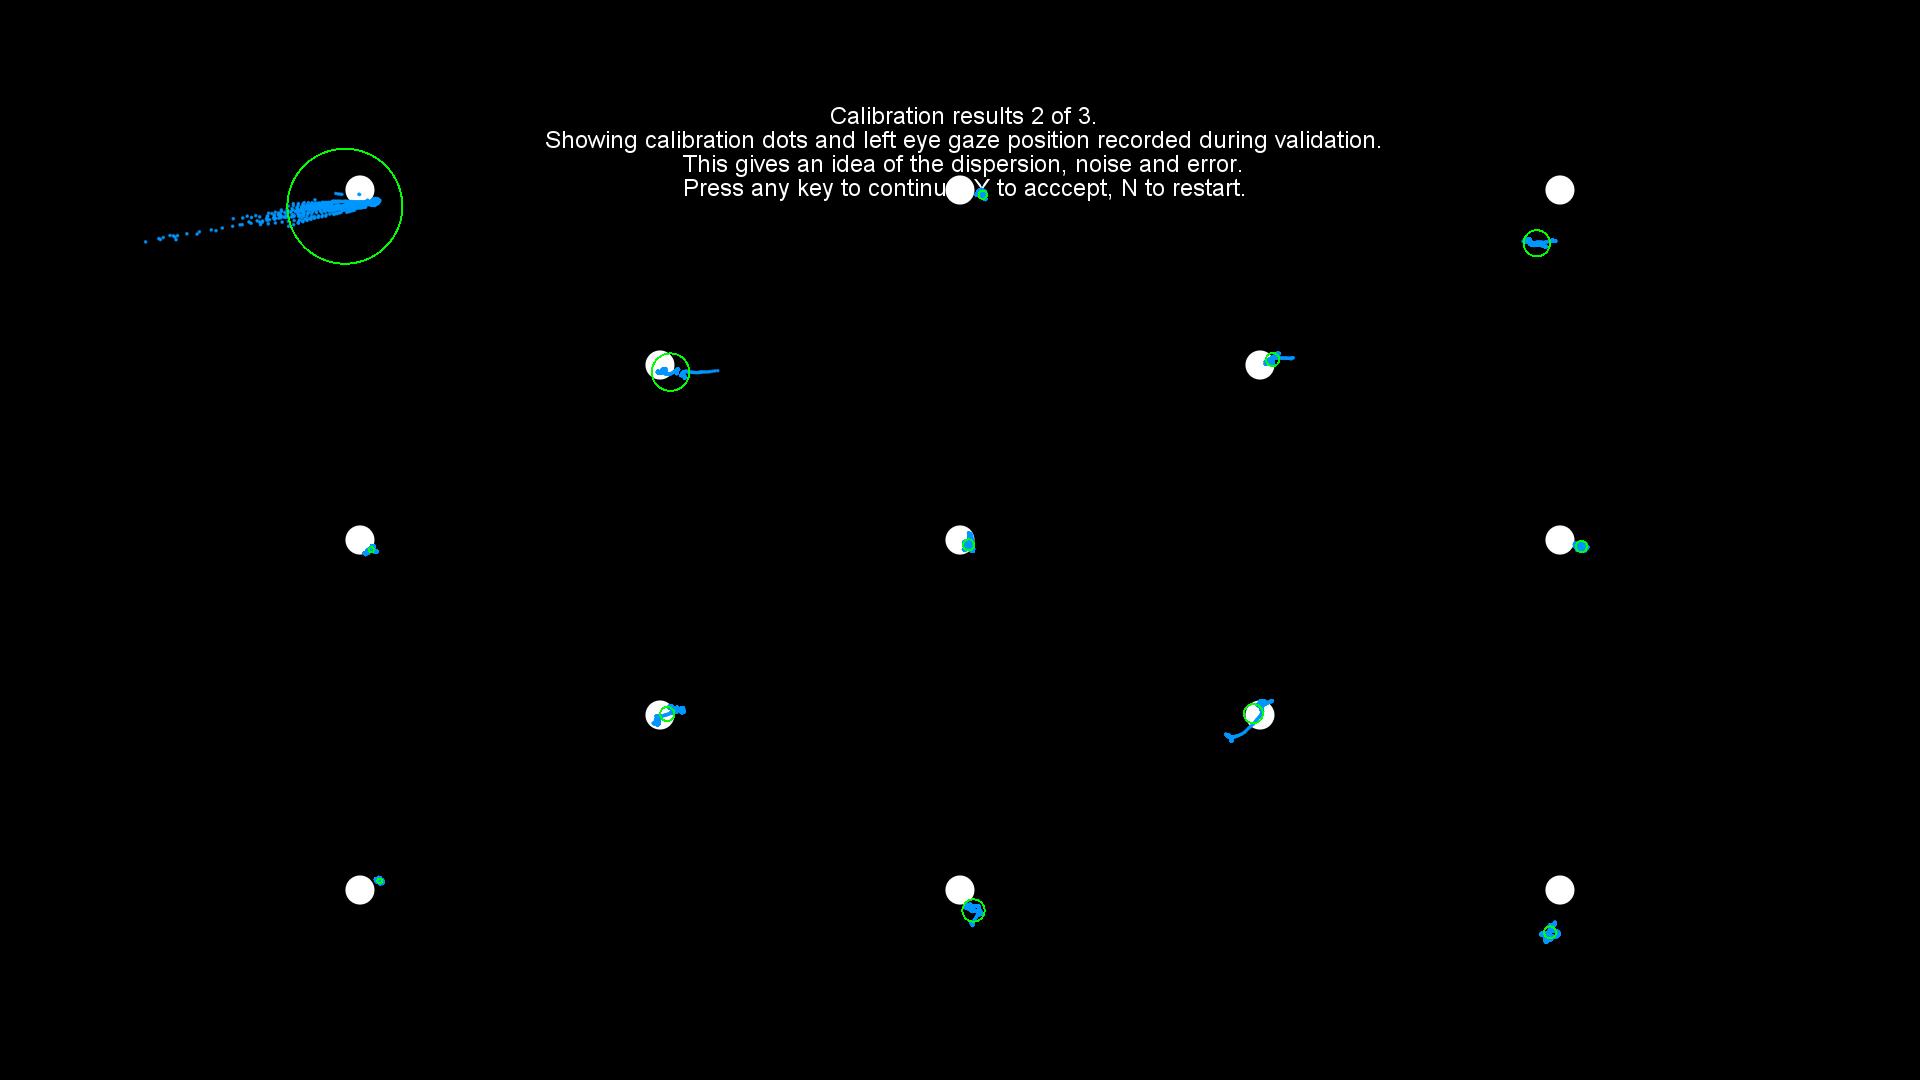 Calibration results 2 of 3.
Showing calibration dots and left eye gaze position recorded during validation.
This gives an idea of the dispersion, noise and error.
Press any key to continu Y to acccept, N to restart.